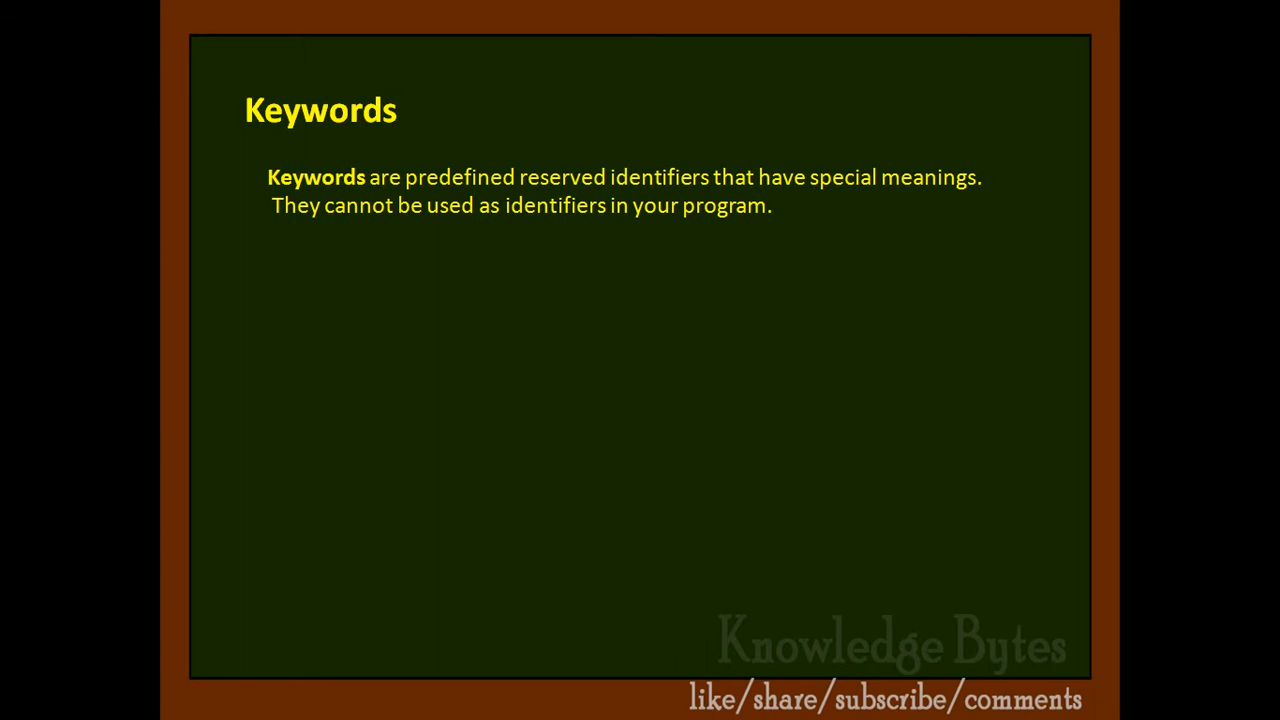 Keywords
Keywords are predefined reserved identifiers that have special meanings.
They cannot be used as identifiers in your program.
Knowledge Bytes
like/share/subscribe/comments